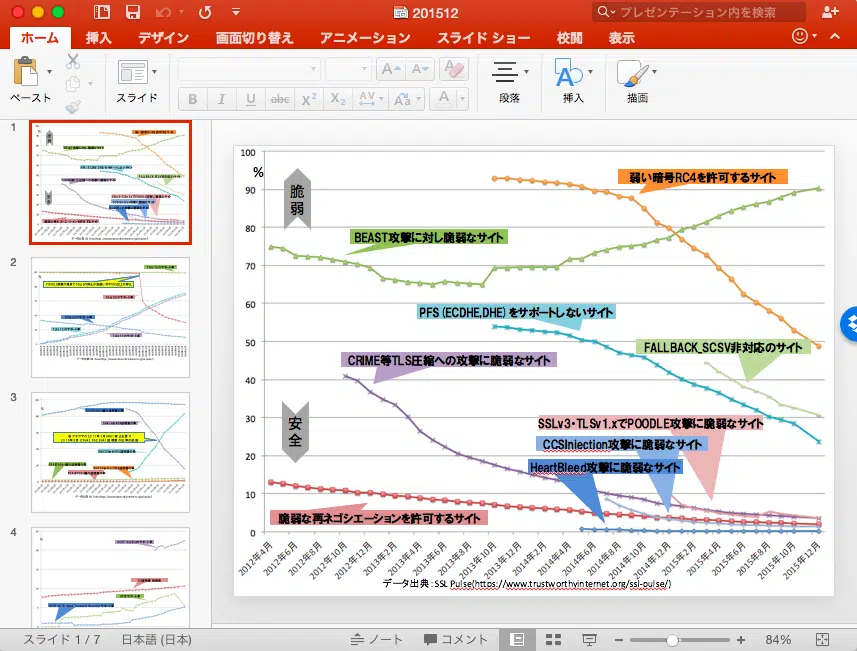 201512
プレゼンテーション内を検索
ホーム
挿入
デザイン
画面切り替え
アニメーション
スライド ショー
校閲
表示
ペースト
スライド
A
A
A
B
I
U
abc
X²
X₂
AV
Aa
A
段落
挿入
描画
1
2
3
4
100
%
90
80
70
60
50
40
30
20
10
0
脆弱
安全
弱い暗号RC4を許可するサイト
BEAST攻撃に対し脆弱なサイト
PFS (ECDHE,DHE) をサポートしないサイト
FALLBACK_SCSV非対応のサイト
CRIME等TLS圧縮への攻撃に脆弱なサイト
SSLv3・TLSv1.xでPOODLE攻撃に脆弱なサイト
CCSInjection攻撃に脆弱なサイト
HeartBleed攻撃に脆弱なサイト
脆弱な再ネゴシエーションを許可するサイト
2012年4月
2012年6月
2012年8月
2012年10月
2012年12月
2013年2月
2013年4月
2013年6月
2013年8月
2013年10月
2013年12月
2014年2月
2014年4月
2014年6月
2014年8月
2014年10月
2014年12月
2015年2月
2015年4月
2015年6月
2015年8月
2015年10月
2015年12月
データ出典：SSL Pulse(https://www.trustworthyinternet.org/ssl-pulse/)
スライド 1 / 7
日本語 (日本)
ノート
コメント
84%